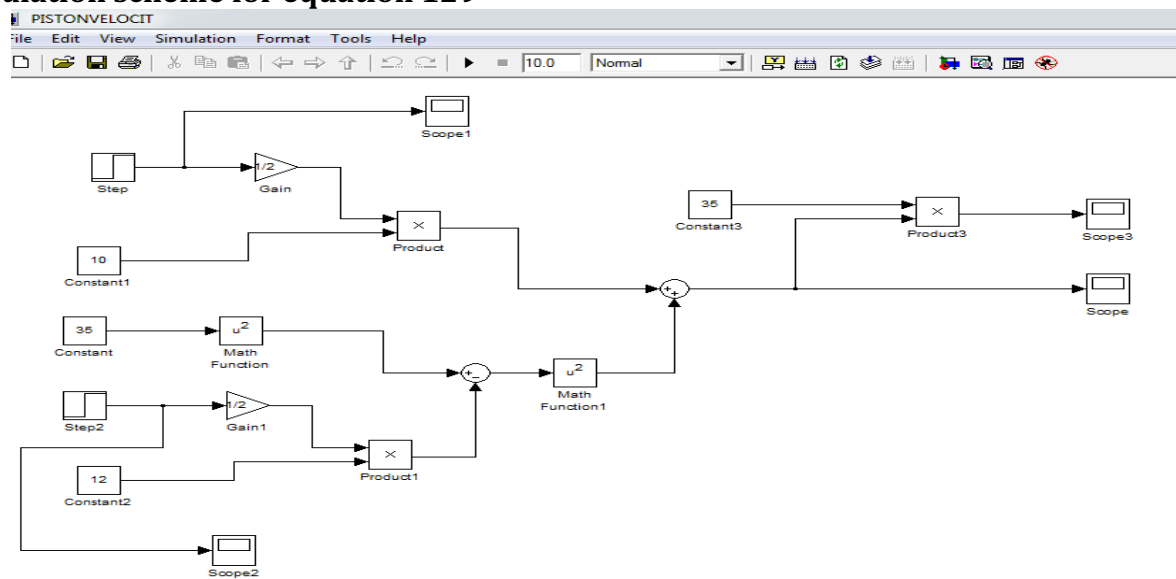 ulation scheme for equation 129
PISTONVELOCIT
File Edit View Simulation Format Tools Help
10.0 Normal
Scope1
Step
1/2
Gain
×
Product
10
Constant1
35
Constant3
×
Product3
Scope3
Scope
+
+
35
Constant
u²
Math
Function
+
−
u²
Math
Function1
Step2
1/2
Gain1
×
Product1
12
Constant2
Scope2